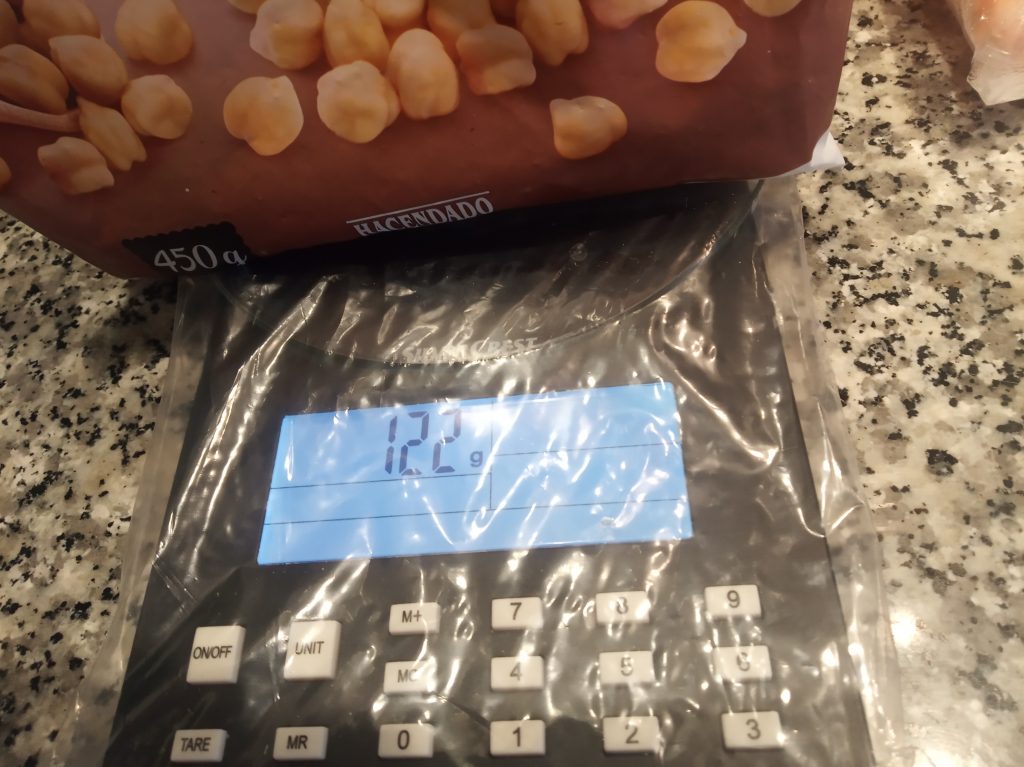 HACENDADO
450 g
SILVERCREST
122 g
M+ 7 8 9
ON/OFF UNIT
MC 4 5 6
TARE MR 0 1 2 3